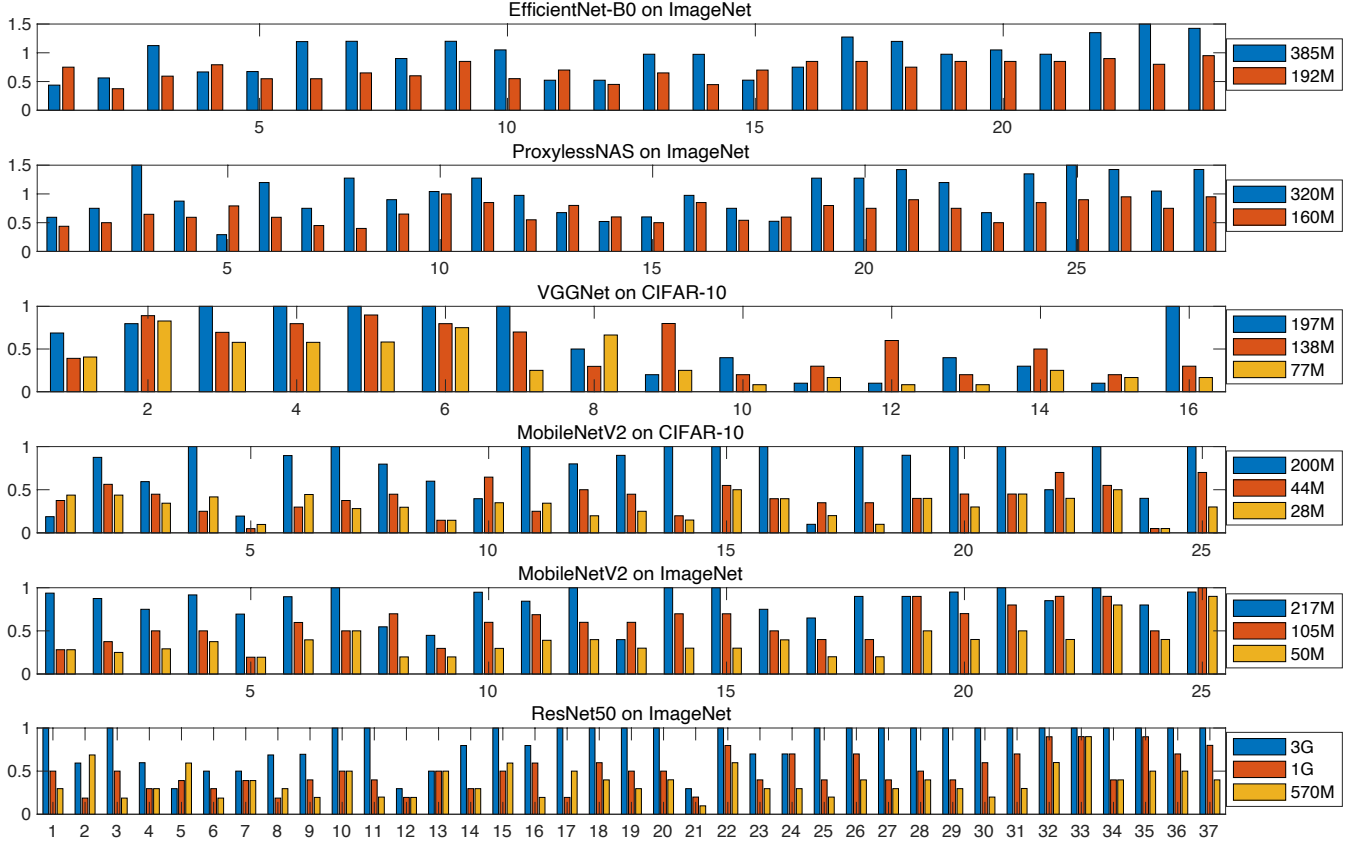 EfficientNet-B0 on ImageNet
1.5
1
0.5
0
5 10 15 20
385M
192M
ProxylessNAS on ImageNet
1.5
1
0.5
0
5 10 15 20 25
320M
160M
VGGNet on CIFAR-10
1
0.5
0
2 4 6 8 10 12 14 16
197M
138M
77M
MobileNetV2 on CIFAR-10
1
0.5
0
5 10 15 20 25
200M
44M
28M
MobileNetV2 on ImageNet
1
0.5
0
5 10 15 20 25
217M
105M
50M
ResNet50 on ImageNet
1
0.5
0
1 2 3 4 5 6 7 8 9 10 11 12 13 14 15 16 17 18 19 20 21 22 23 24 25 26 27 28 29 30 31 32 33 34 35 36 37
3G
1G
570M